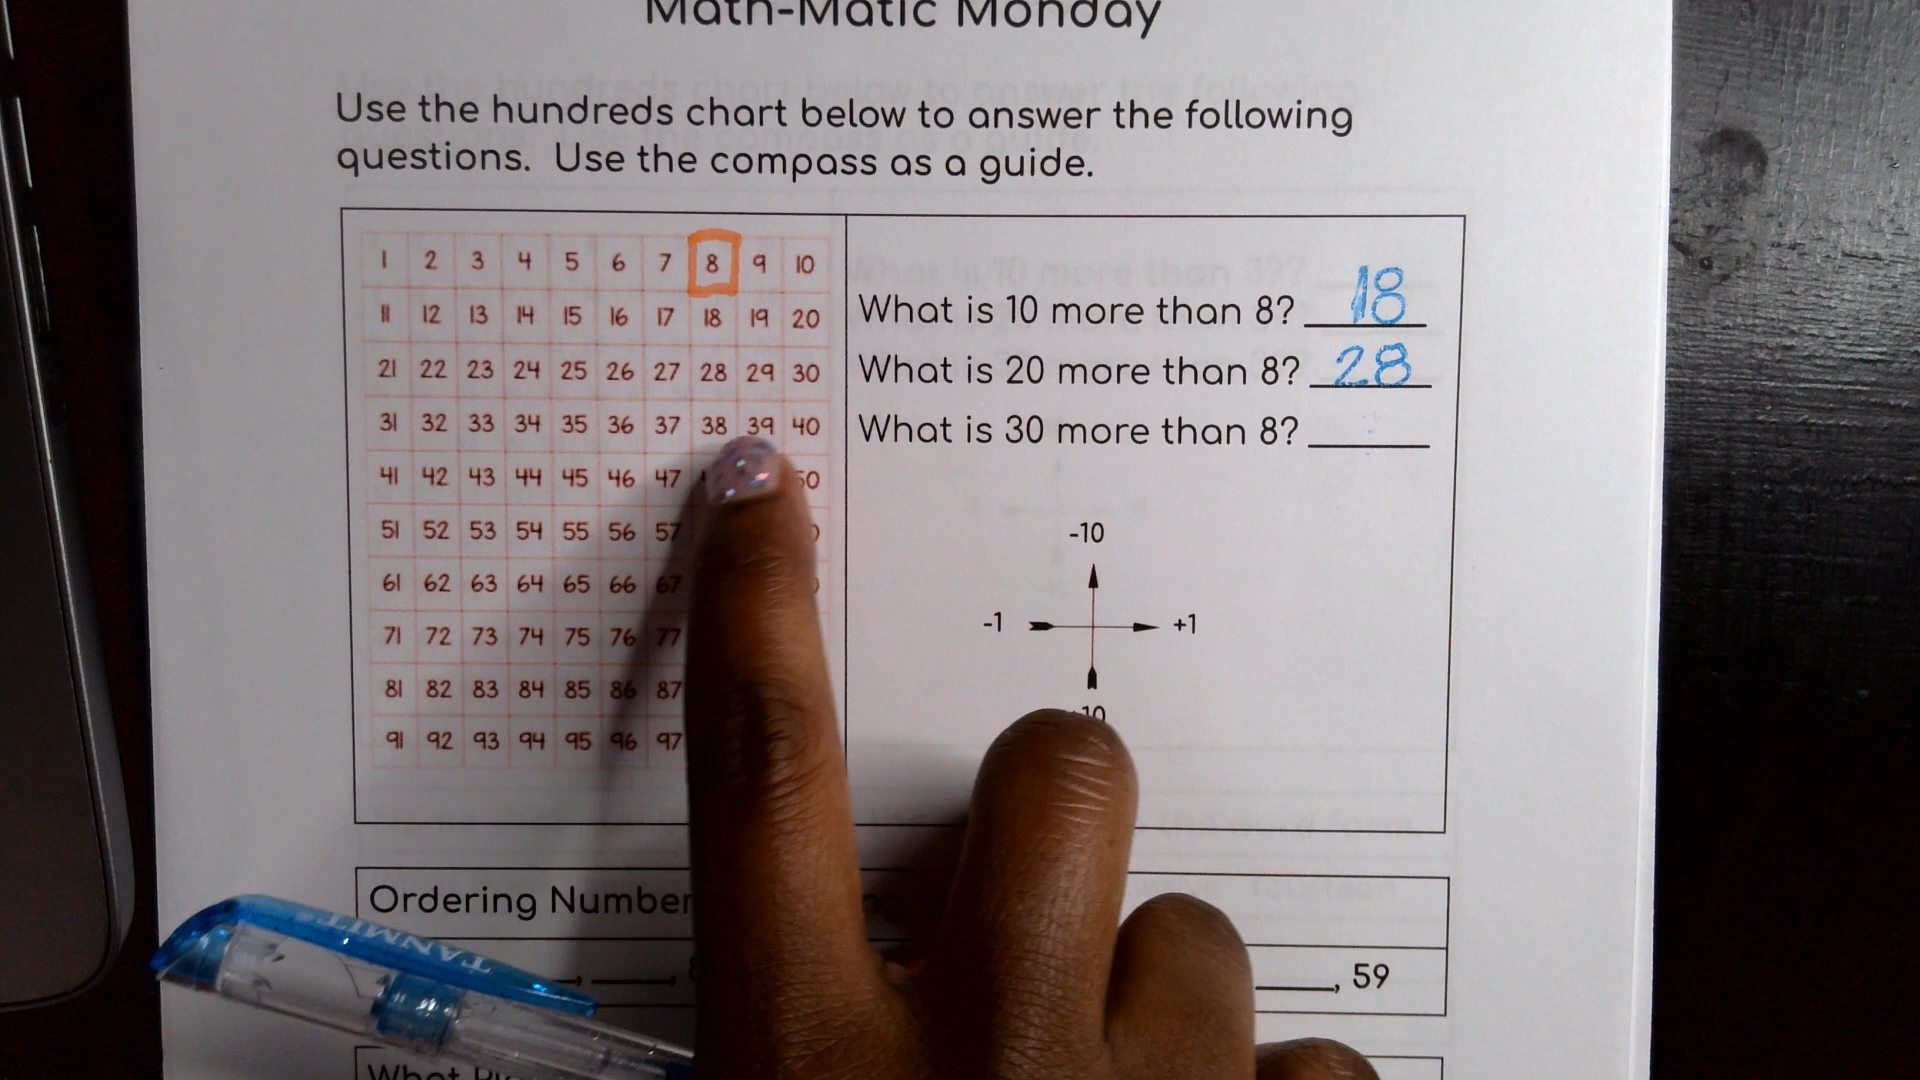 Math-Matic Monday
Use the hundreds chart below to answer the following
questions. Use the compass as a guide.
1 2 3 4 5 6 7 8 9 10
11 12 13 14 15 16 17 18 19 20
21 22 23 24 25 26 27 28 29 30
31 32 33 34 35 36 37 38 39 40
41 42 43 44 45 46 47
51 52 53 54 55 56 57
61 62 63 64 65 66 67
71 72 73 74 75 76 77
81 82 83 84 85 86 87
91 92 93 94 95 96 97
What is 10 more than 8? 18
What is 20 more than 8? 28
What is 30 more than 8? ____
-10
-1 +1
Ordering Number
____, 59
TANMIT
What